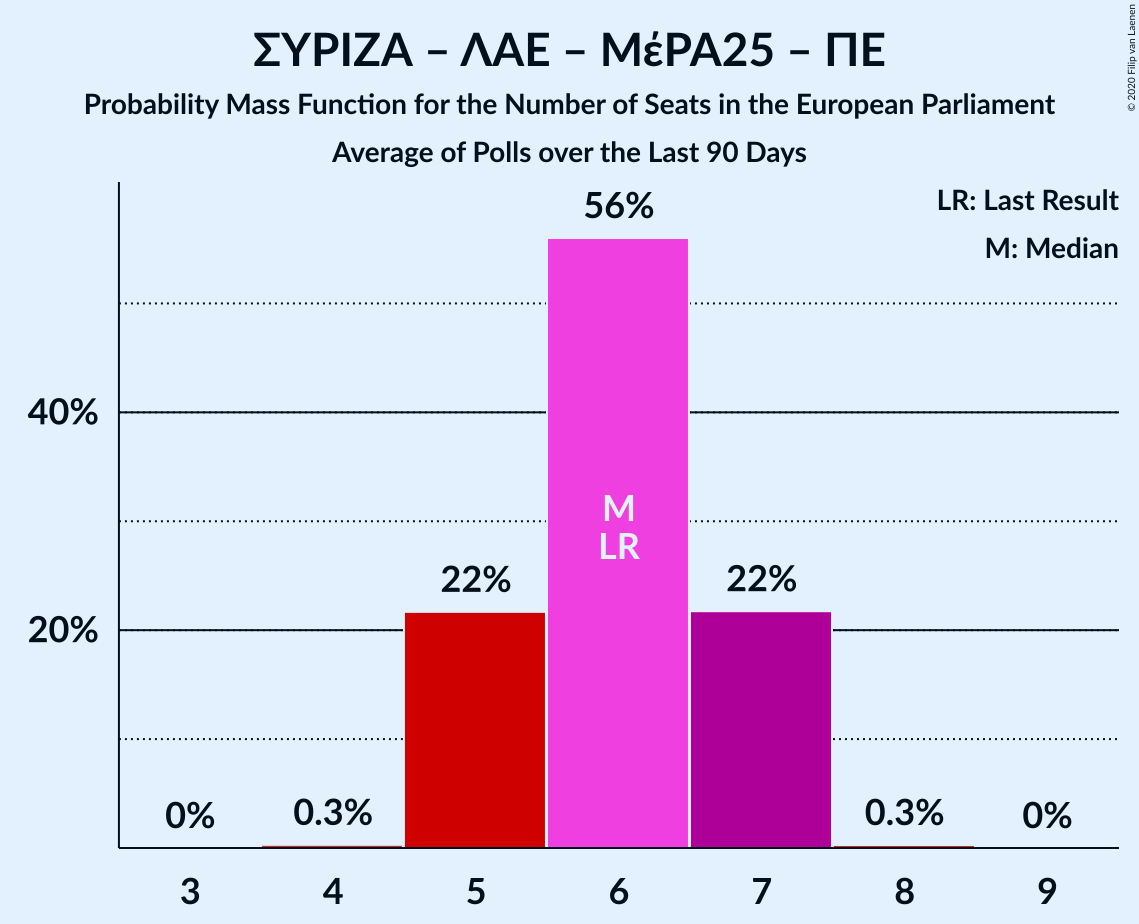 ΣΥΡΙΖΑ – ΛΑΕ – ΜέΡΑ25 – ΠΕ
Probability Mass Function for the Number of Seats in the European Parliament
Average of Polls over the Last 90 Days
© 2020 Filip van Laenen
LR: Last Result
M: Median
56%
40%
M
LR
22%
22%
20%
0%
0.3%
0.3%
0%
3 4 5 6 7 8 9